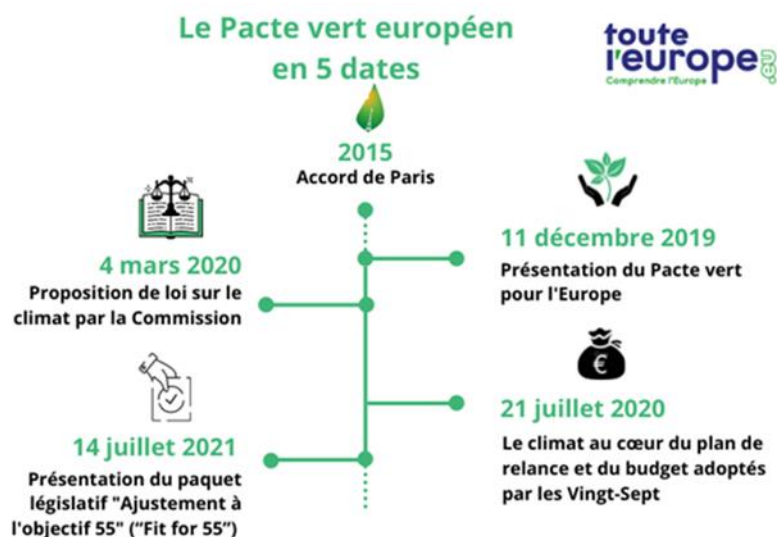 Le Pacte vert européen
en 5 dates
toute
l'europe.eu
Comprendre l'Europe
2015
Accord de Paris
11 décembre 2019
Présentation du Pacte vert
pour l'Europe
4 mars 2020
Proposition de loi sur le
climat par la Commission
21 juillet 2020
Le climat au cœur du plan de
relance et du budget adoptés
par les Vingt-Sept
14 juillet 2021
Présentation du paquet
législatif "Ajustement à
l'objectif 55" (“Fit for 55”)